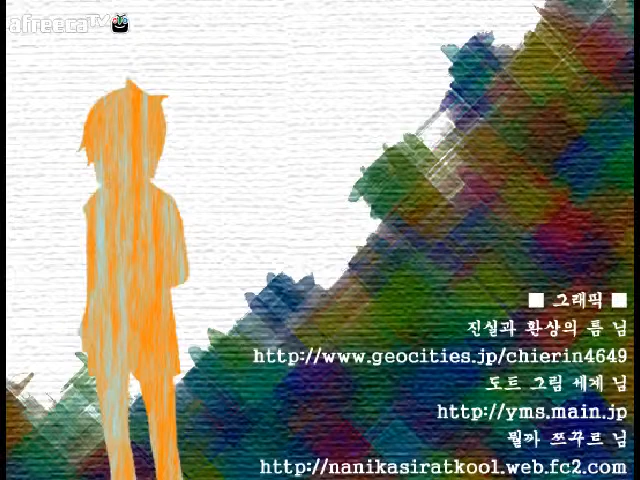 afreecaTV
■ 그래픽 ■
진실과 환상의 틈 님
http://www.geocities.jp/chierin4649
도트 그림 세계 님
http://yms.main.jp
뭘까 쯔꾸르 님
http://nanikasiratkool.web.fc2.com